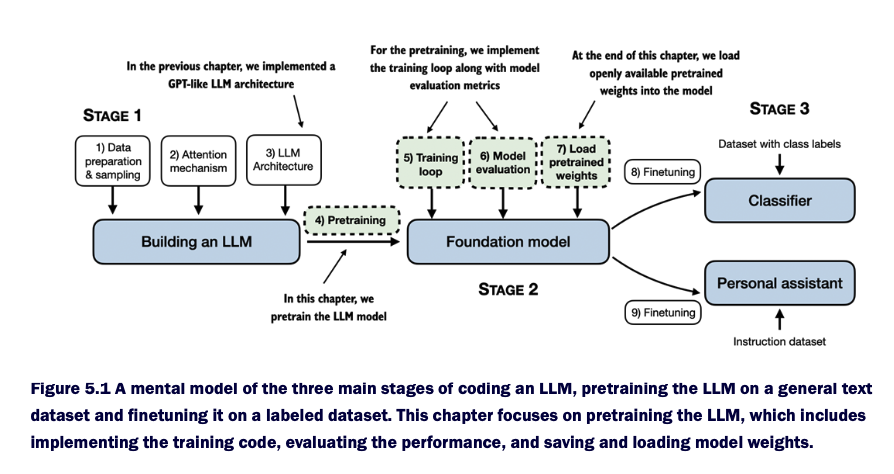 In the previous chapter, we implemented a
GPT-like LLM architecture
For the pretraining, we implement
the training loop along with model
evaluation metrics
At the end of this chapter, we load
openly available pretrained
weights into the model
STAGE 1
STAGE 3
1) Data
preparation
& sampling
2) Attention
mechanism
3) LLM
Architecture
5) Training
loop
6) Model
evaluation
7) Load
pretrained
weights
Dataset with class labels
8) Finetuning
Classifier
4) Pretraining
Building an LLM
Foundation model
STAGE 2
In this chapter, we
pretrain the LLM model
Personal assistant
9) Finetuning
Instruction dataset
Figure 5.1 A mental model of the three main stages of coding an LLM, pretraining the LLM on a general text
dataset and finetuning it on a labeled dataset. This chapter focuses on pretraining the LLM, which includes
implementing the training code, evaluating the performance, and saving and loading model weights.